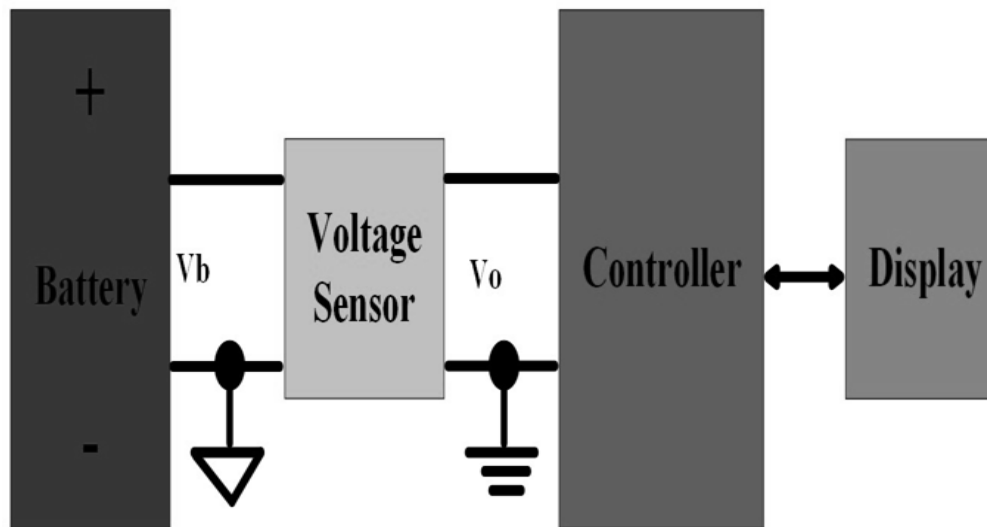 +
Battery
-
Vb
Voltage
Sensor
Vo
Controller
Display